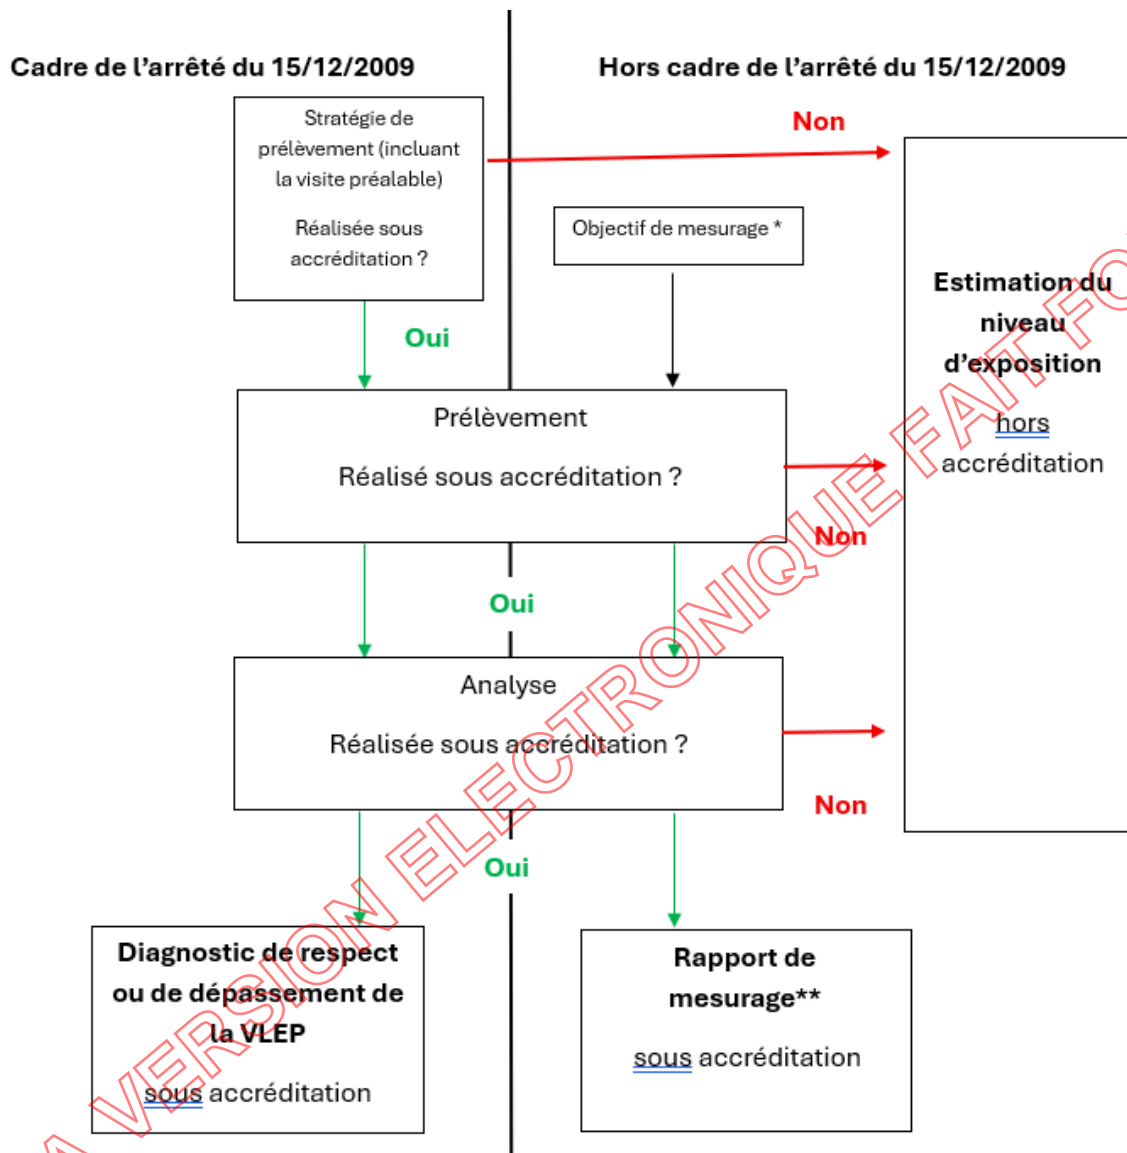 Cadre de l'arrêté du 15/12/2009
Hors cadre de l'arrêté du 15/12/2009
Stratégie de
prélèvement (incluant
la visite préalable)
Réalisée sous
accréditation ?
Non
Objectif de mesurage *
Estimation du
niveau
d'exposition
hors
accréditation
Oui
Prélèvement
Réalisé sous accréditation ?
Non
Oui
Analyse
Réalisée sous accréditation ?
Non
Oui
Diagnostic de respect
ou de dépassement de
la VLEP
sous accréditation
Rapport de
mesurage**
sous accréditation
A VERSION ELECTRONIQUE FAIT FO